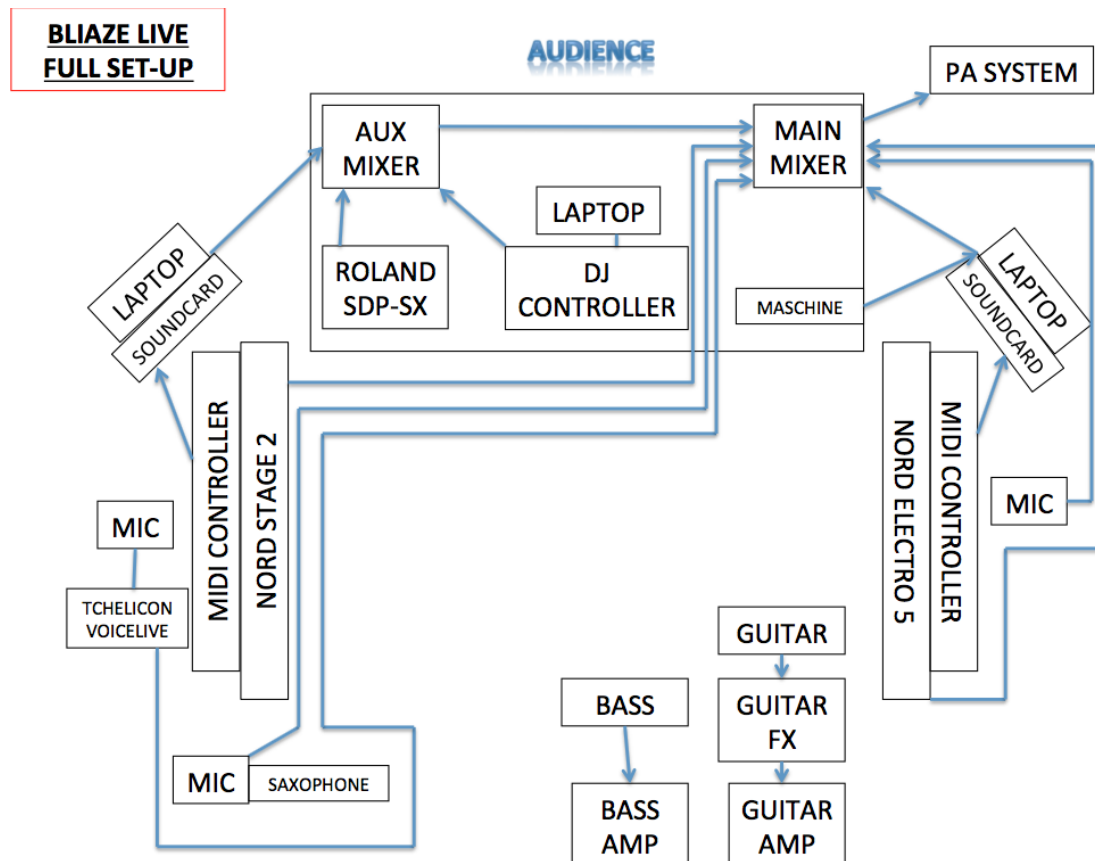 BLIAZE LIVE
FULL SET-UP
AUDIENCE
PA SYSTEM
AUX
MIXER
MAIN
MIXER
LAPTOP
ROLAND
SDP-SX
DJ
CONTROLLER
MASCHINE
LAPTOP
SOUNDCARD
LAPTOP
SOUNDCARD
MIDI CONTROLLER
NORD STAGE 2
NORD ELECTRO 5
MIDI CONTROLLER
MIC
MIC
TCHELICON
VOICELIVE
GUITAR
BASS
GUITAR
FX
MIC
SAXOPHONE
BASS
AMP
GUITAR
AMP